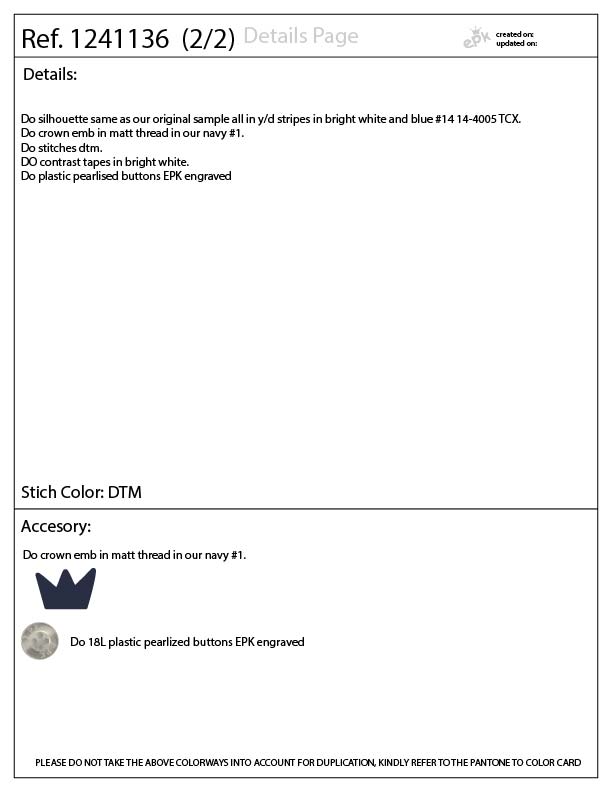 Ref. 1241136 (2/2) Details Page
epk
created on:
updated on:
Details:
Do silhouette same as our original sample all in y/d stripes in bright white and blue #14 14-4005 TCX.
Do crown emb in matt thread in our navy #1.
Do stitches dtm.
DO contrast tapes in bright white.
Do plastic pearlised buttons EPK engraved
Stich Color: DTM
Accesory:
Do crown emb in matt thread in our navy #1.
Do 18L plastic pearlized buttons EPK engraved
PLEASE DO NOT TAKE THE ABOVE COLORWAYS INTO ACCOUNT FOR DUPLICATION, KINDLY REFER TO THE PANTONE TO COLOR CARD